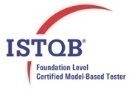 ISTQB®
Foundation Level
Certified Model-Based Tester